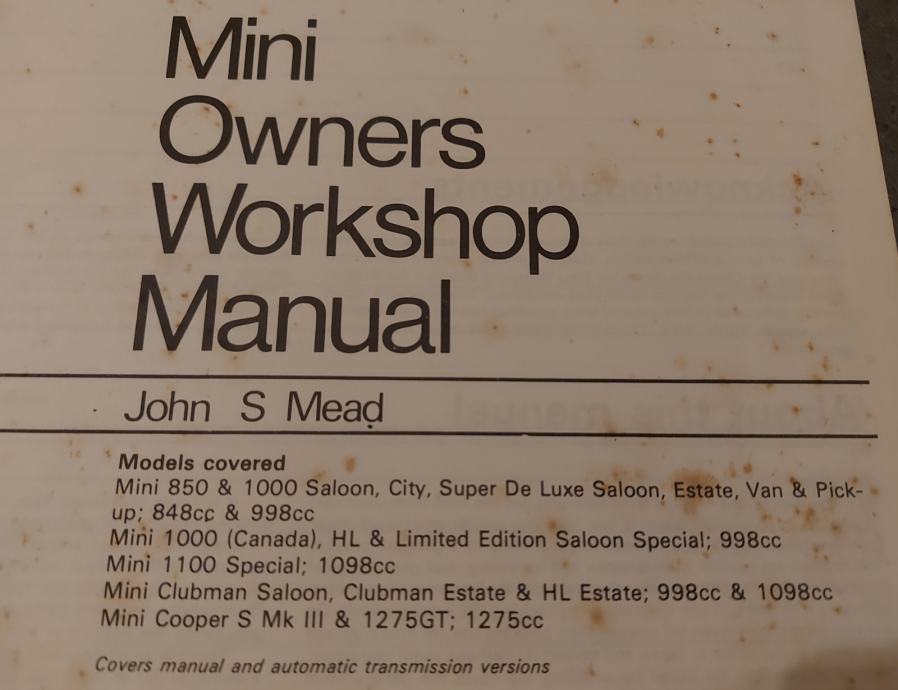 Mini
Owners
Workshop
Manual
John S Mead
Models covered
Mini 850 & 1000 Saloon, City, Super De Luxe Saloon, Estate, Van & Pick-
up; 848cc & 998cc
Mini 1000 (Canada), HL & Limited Edition Saloon Special; 998cc
Mini 1100 Special; 1098cc
Mini Clubman Saloon, Clubman Estate & HL Estate; 998cc & 1098cc
Mini Cooper S Mk III & 1275GT; 1275cc
Covers manual and automatic transmission versions